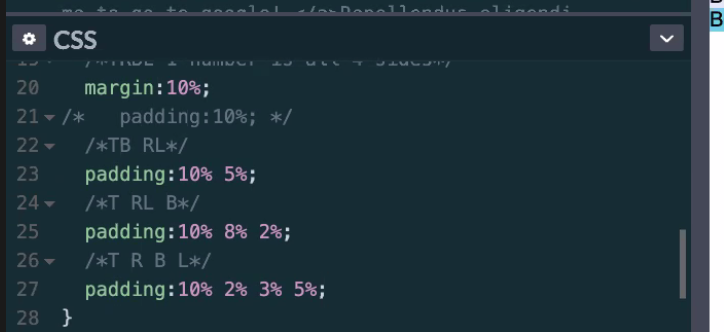 me to go to google! </a>Repellendus eligendi
CSS
19 /*TRBL 1 number is all 4 sides*/
20 margin:10%;
21 /* padding:10%; */
22 /*TB RL*/
23 padding:10% 5%;
24 /*T RL B*/
25 padding:10% 8% 2%;
26 /*T R B L*/
27 padding:10% 2% 3% 5%;
28 }
B